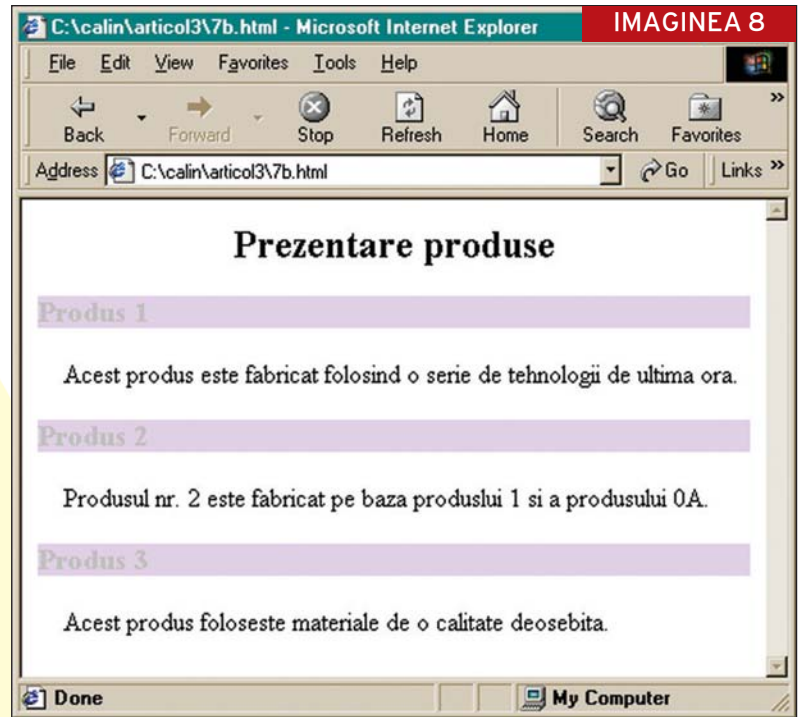 C:\calin\articol3\7b.html - Microsoft Internet Explorer
IMAGINEA 8
File Edit View Favorites Tools Help
Back Forward Stop Refresh Home Search Favorites »
Address C:\calin\articol3\7b.html Go Links »
Prezentare produse
Produs 1
Acest produs este fabricat folosind o serie de tehnologii de ultima ora.
Produs 2
Produsul nr. 2 este fabricat pe baza produslui 1 si a produsului 0A.
Produs 3
Acest produs foloseste materiale de o calitate deosebita.
Done My Computer